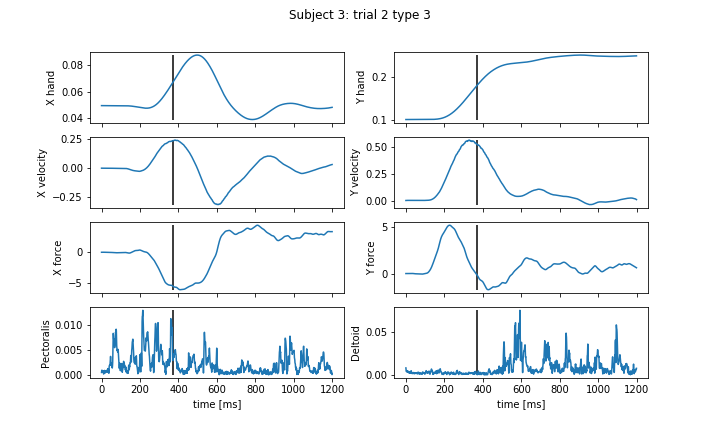 Subject 3: trial 2 type 3
X hand
0.08
0.06
0.04
Y hand
0.2
0.1
X velocity
0.25
0.00
−0.25
Y velocity
0.50
0.25
0.00
X force
0
−5
Y force
5
0
Pectoralis
0.010
0.005
0.000
0 200 400 600 800 1000 1200
time [ms]
Deltoid
0.05
0.00
0 200 400 600 800 1000 1200
time [ms]